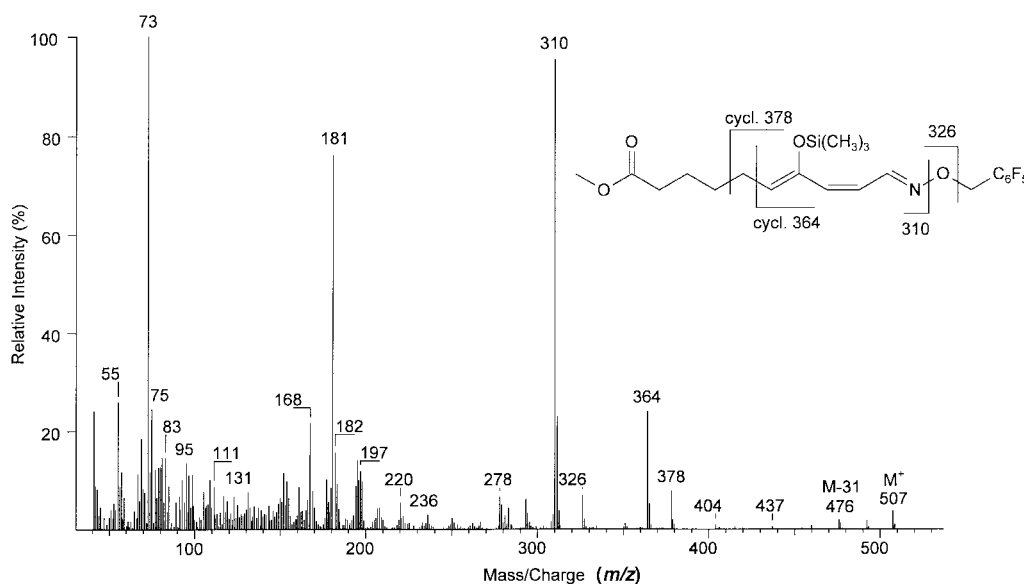 73
310
100
181
cycl. 378
OSi(CH₃)₃
326
O
O
N
O
C₆F₅
310
cycl. 364
80
60
40
20
Relative Intensity (%)
55
75
83
95
111
131
168
182
197
220
236
278
326
364
378
404
437
M-31
476
M⁺
507
100
200
300
400
500
Mass/Charge (m/z)